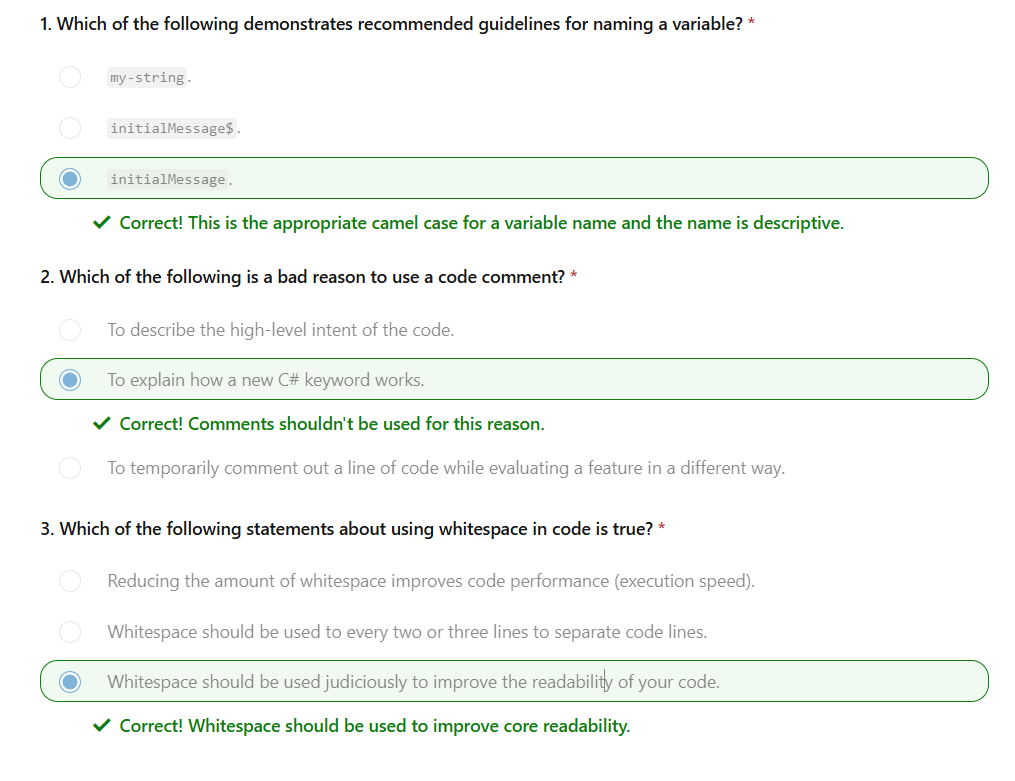 1. Which of the following demonstrates recommended guidelines for naming a variable? *
my-string.
initialMessage$.
initialMessage.
✔ Correct! This is the appropriate camel case for a variable name and the name is descriptive.
2. Which of the following is a bad reason to use a code comment? *
To describe the high-level intent of the code.
To explain how a new C# keyword works.
✔ Correct! Comments shouldn't be used for this reason.
To temporarily comment out a line of code while evaluating a feature in a different way.
3. Which of the following statements about using whitespace in code is true? *
Reducing the amount of whitespace improves code performance (execution speed).
Whitespace should be used to every two or three lines to separate code lines.
Whitespace should be used judiciously to improve the readability of your code.
✔ Correct! Whitespace should be used to improve core readability.